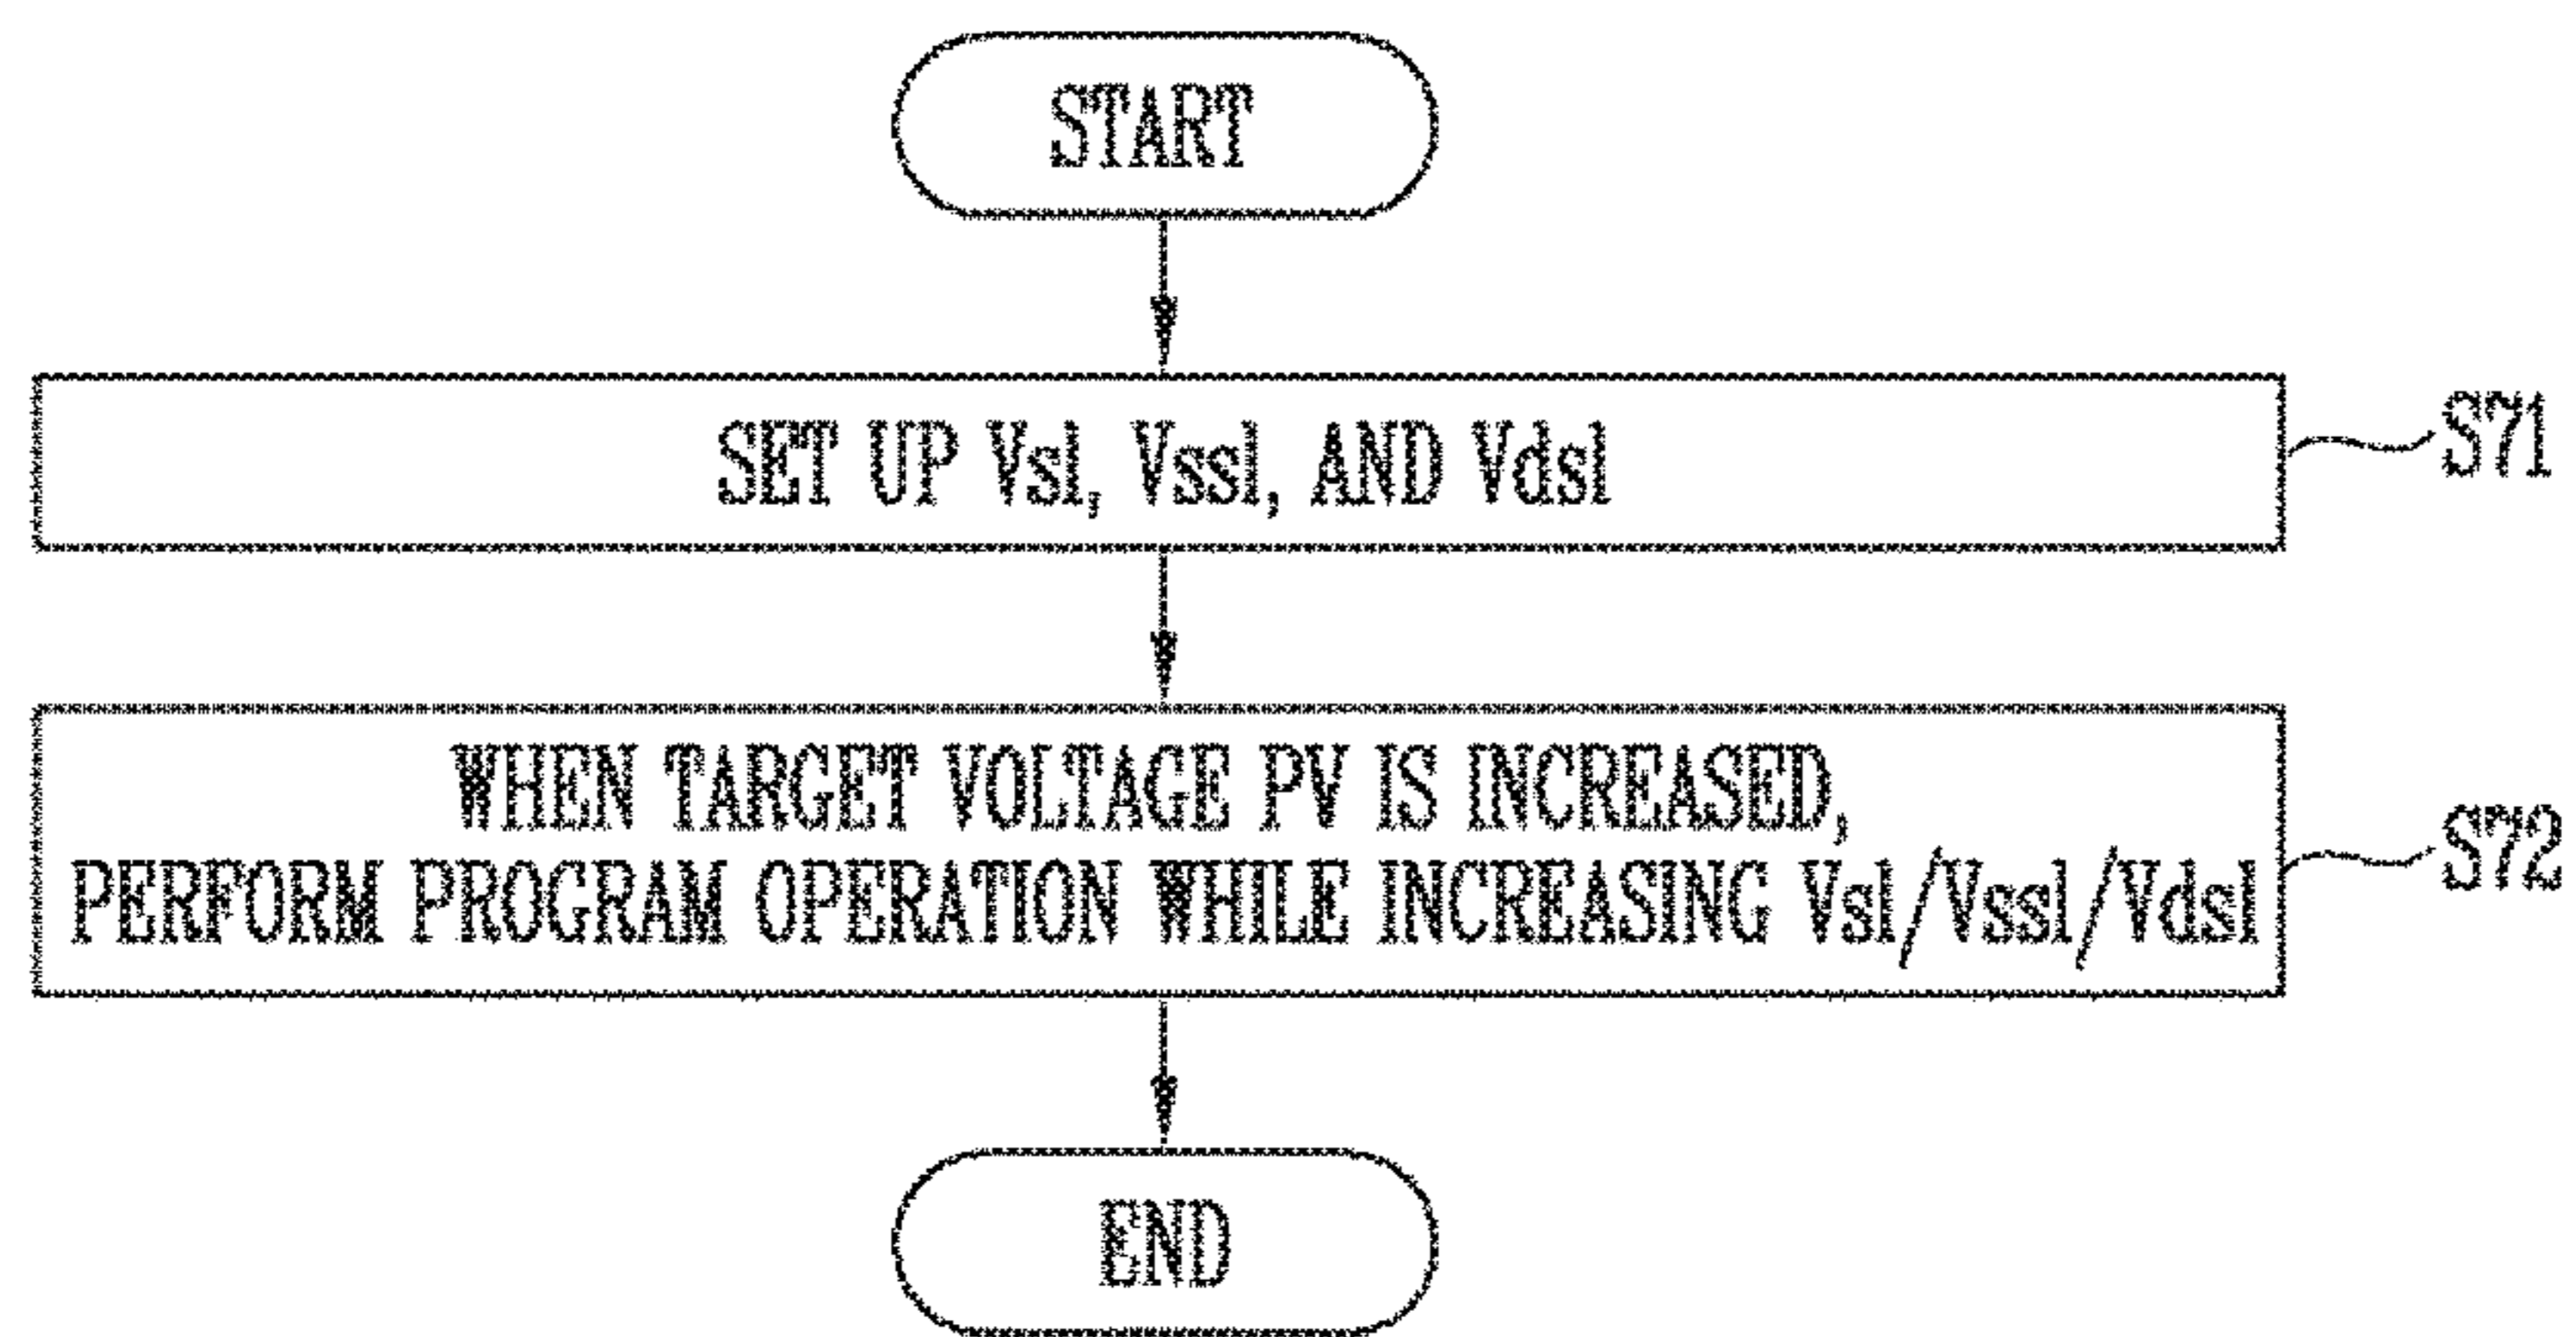 START
SET UP Vsl, Vssl, AND Vdsl
S71
WHEN TARGET VOLTAGE PV IS INCREASED,
PERFORM PROGRAM OPERATION WHILE INCREASING Vsl/Vssl/Vdsl
S72
END